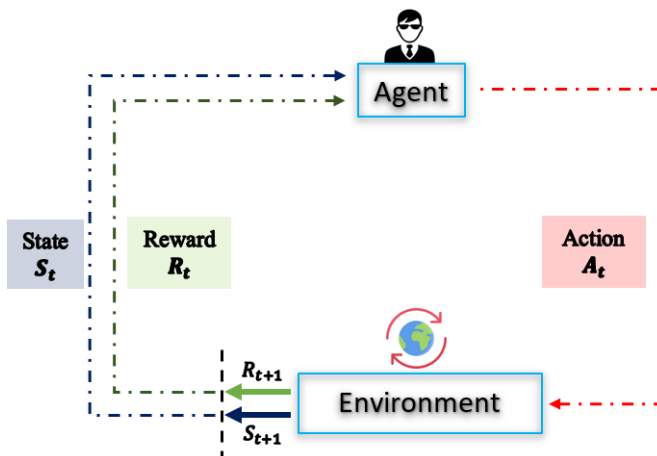 Agent
State
S_t
Reward
R_t
Action
A_t
R_{t+1}
Environment
S_{t+1}